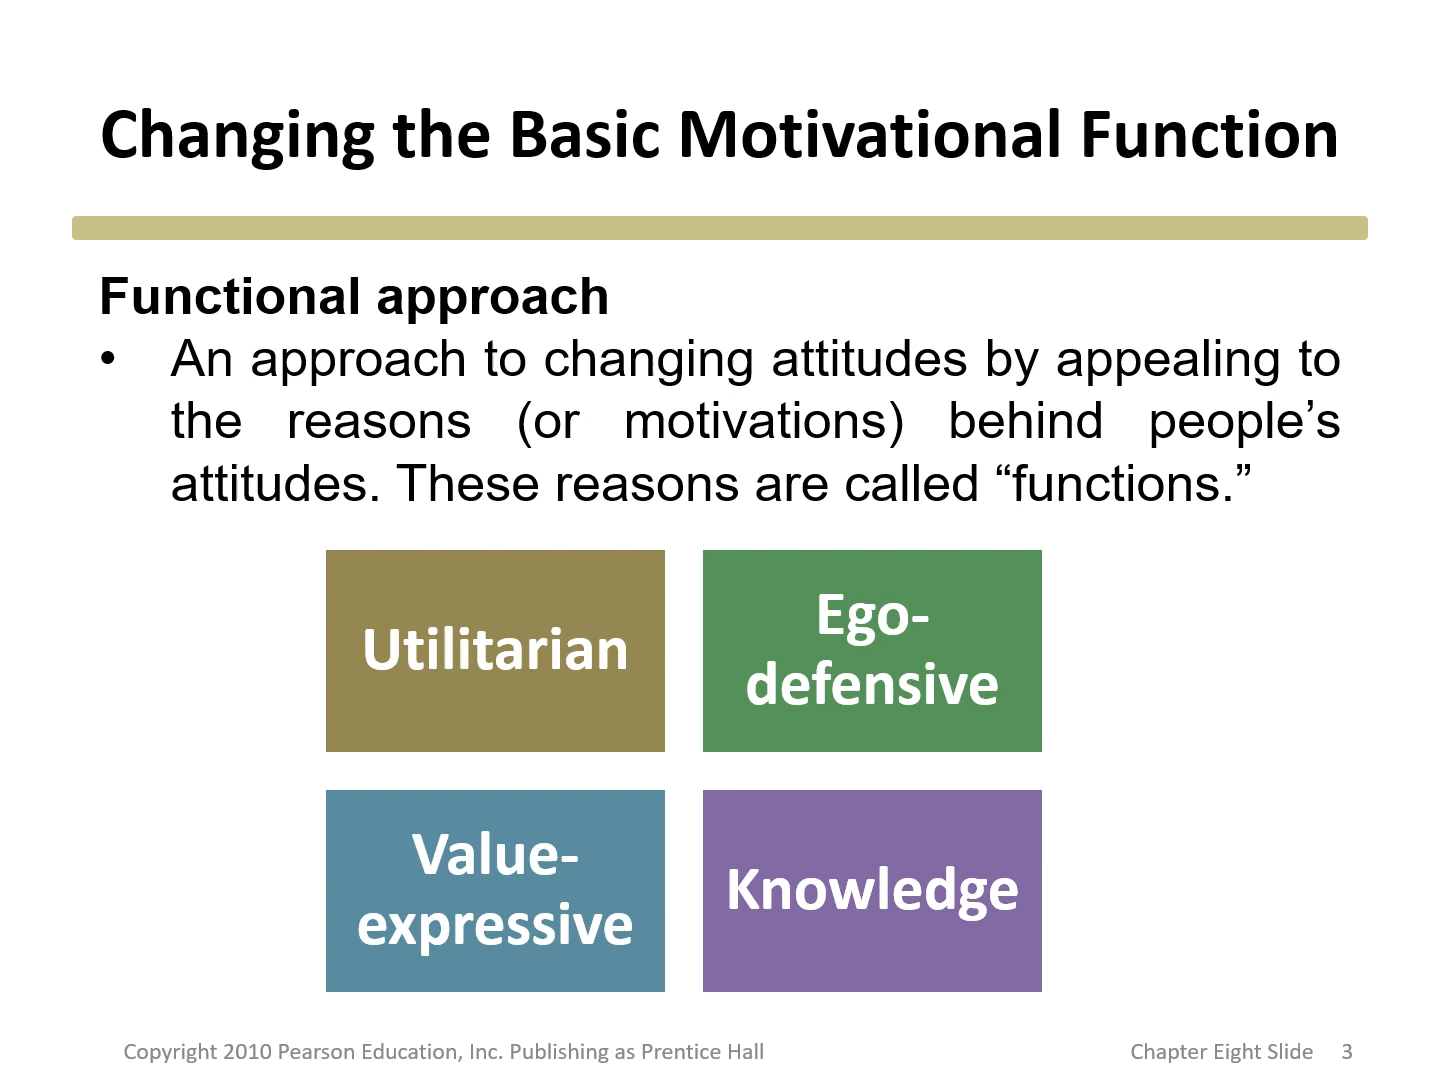 Changing the Basic Motivational Function
Functional approach
• An approach to changing attitudes by appealing to
the reasons (or motivations) behind people’s
attitudes. These reasons are called “functions.”
Utilitarian
Ego-
defensive
Value-
expressive
Knowledge
Copyright 2010 Pearson Education, Inc. Publishing as Prentice Hall
Chapter Eight Slide 3